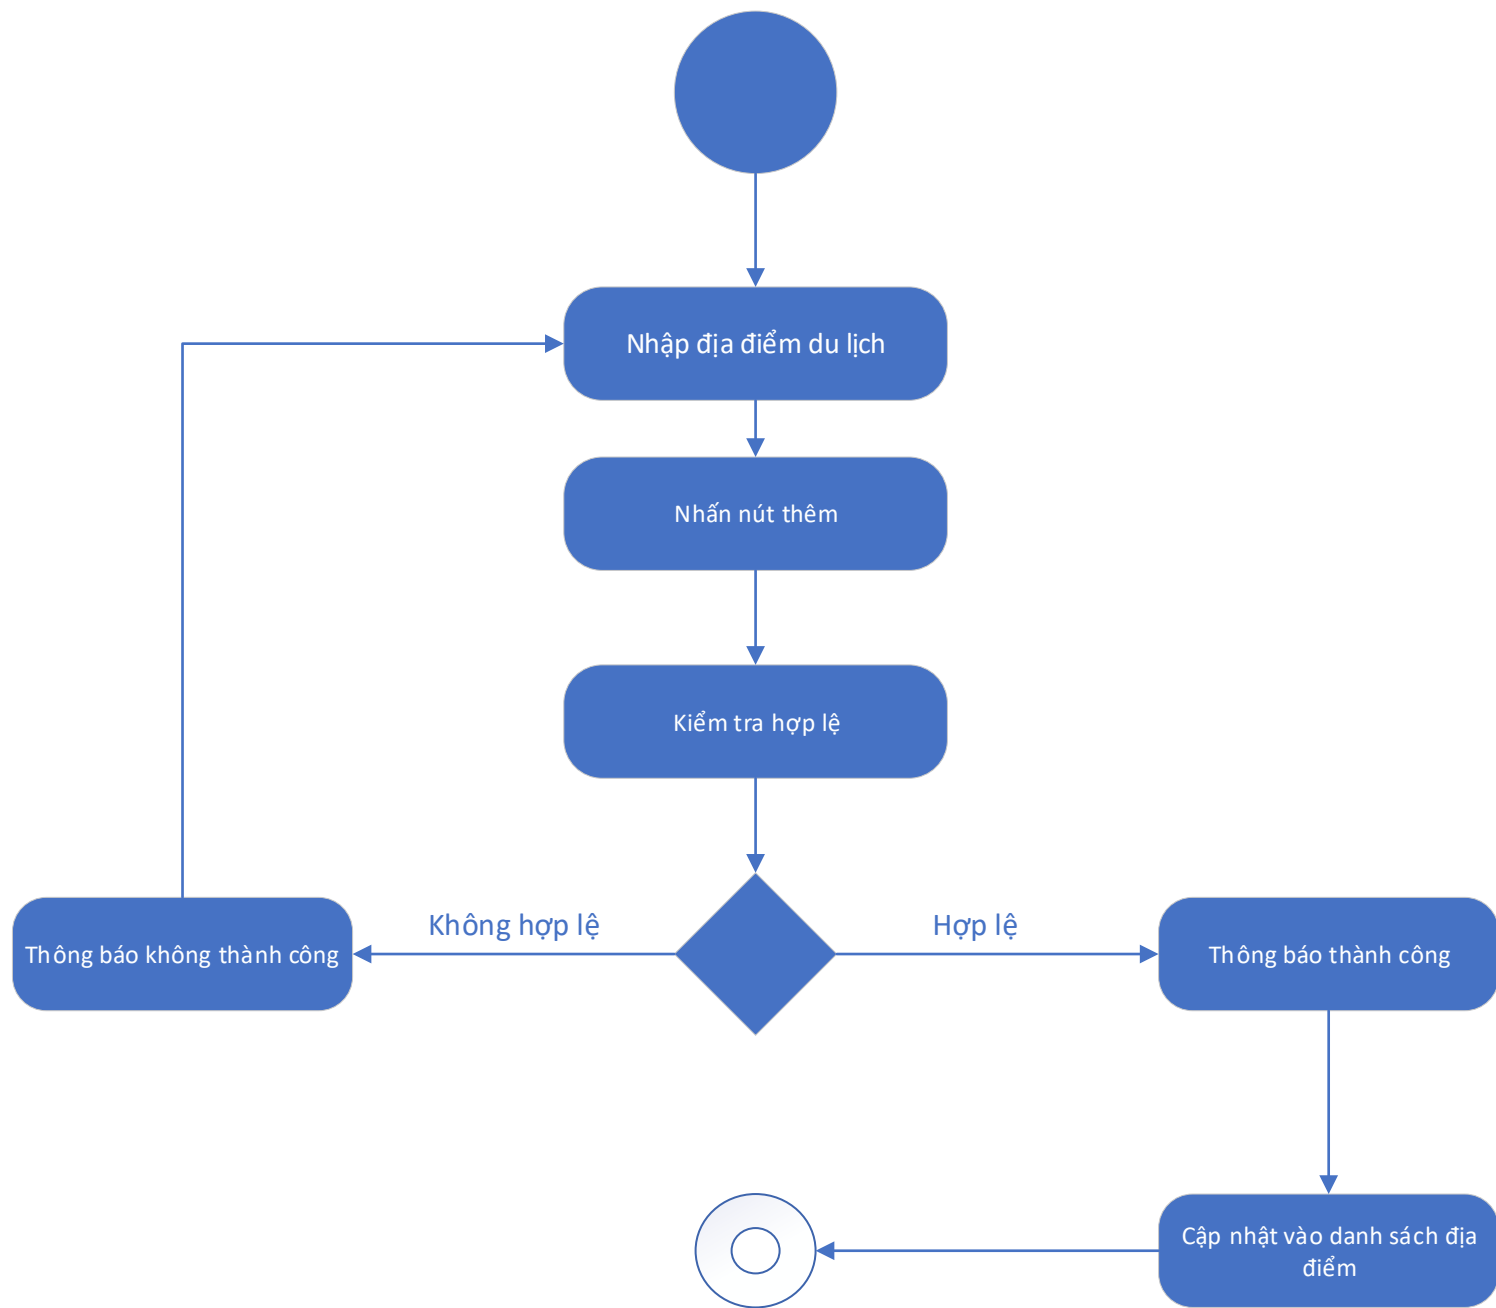 Nhập địa điểm du lịch
Nhấn nút thêm
Kiểm tra hợp lệ
Không hợp lệ
Hợp lệ
Thông báo không thành công
Thông báo thành công
Cập nhật vào danh sách địa
điểm